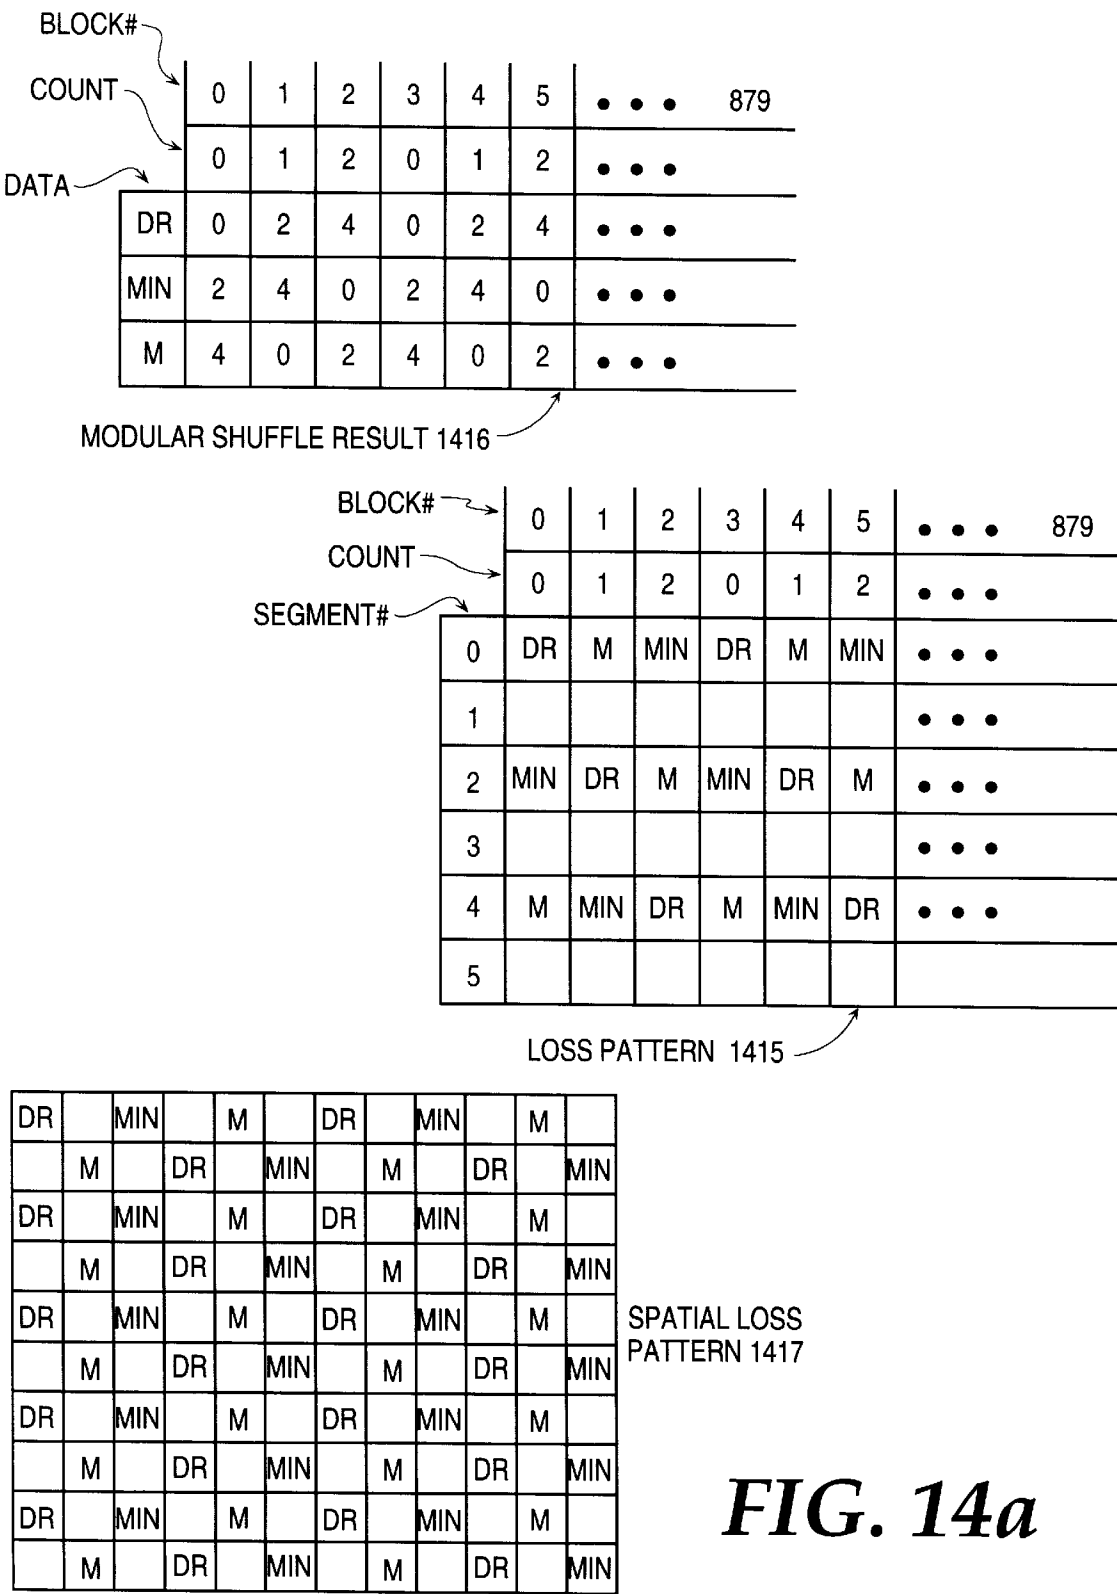 BLOCK#
0 1 2 3 4 5 ● ● ● 879
COUNT
0 1 2 0 1 2 ● ● ●
DATA
DR 0 2 4 0 2 4 ● ● ●
MIN 2 4 0 2 4 0 ● ● ●
M 4 0 2 4 0 2 ● ● ●
MODULAR SHUFFLE RESULT 1416
BLOCK#
0 1 2 3 4 5 ● ● ● 879
COUNT
0 1 2 0 1 2 ● ● ●
SEGMENT#
0 DR M MIN DR M MIN ● ● ●
1 ● ● ●
2 MIN DR M MIN DR M ● ● ●
3 ● ● ●
4 M MIN DR M MIN DR ● ● ●
5
LOSS PATTERN 1415
DR MIN M DR MIN M
M DR MIN M DR MIN
DR MIN M DR MIN M
M DR MIN M DR MIN
DR MIN M DR MIN M
M DR MIN M DR MIN
DR MIN M DR MIN M
M DR MIN M DR MIN
DR MIN M DR MIN M
M DR MIN M DR MIN
SPATIAL LOSS
PATTERN 1417
FIG. 14a